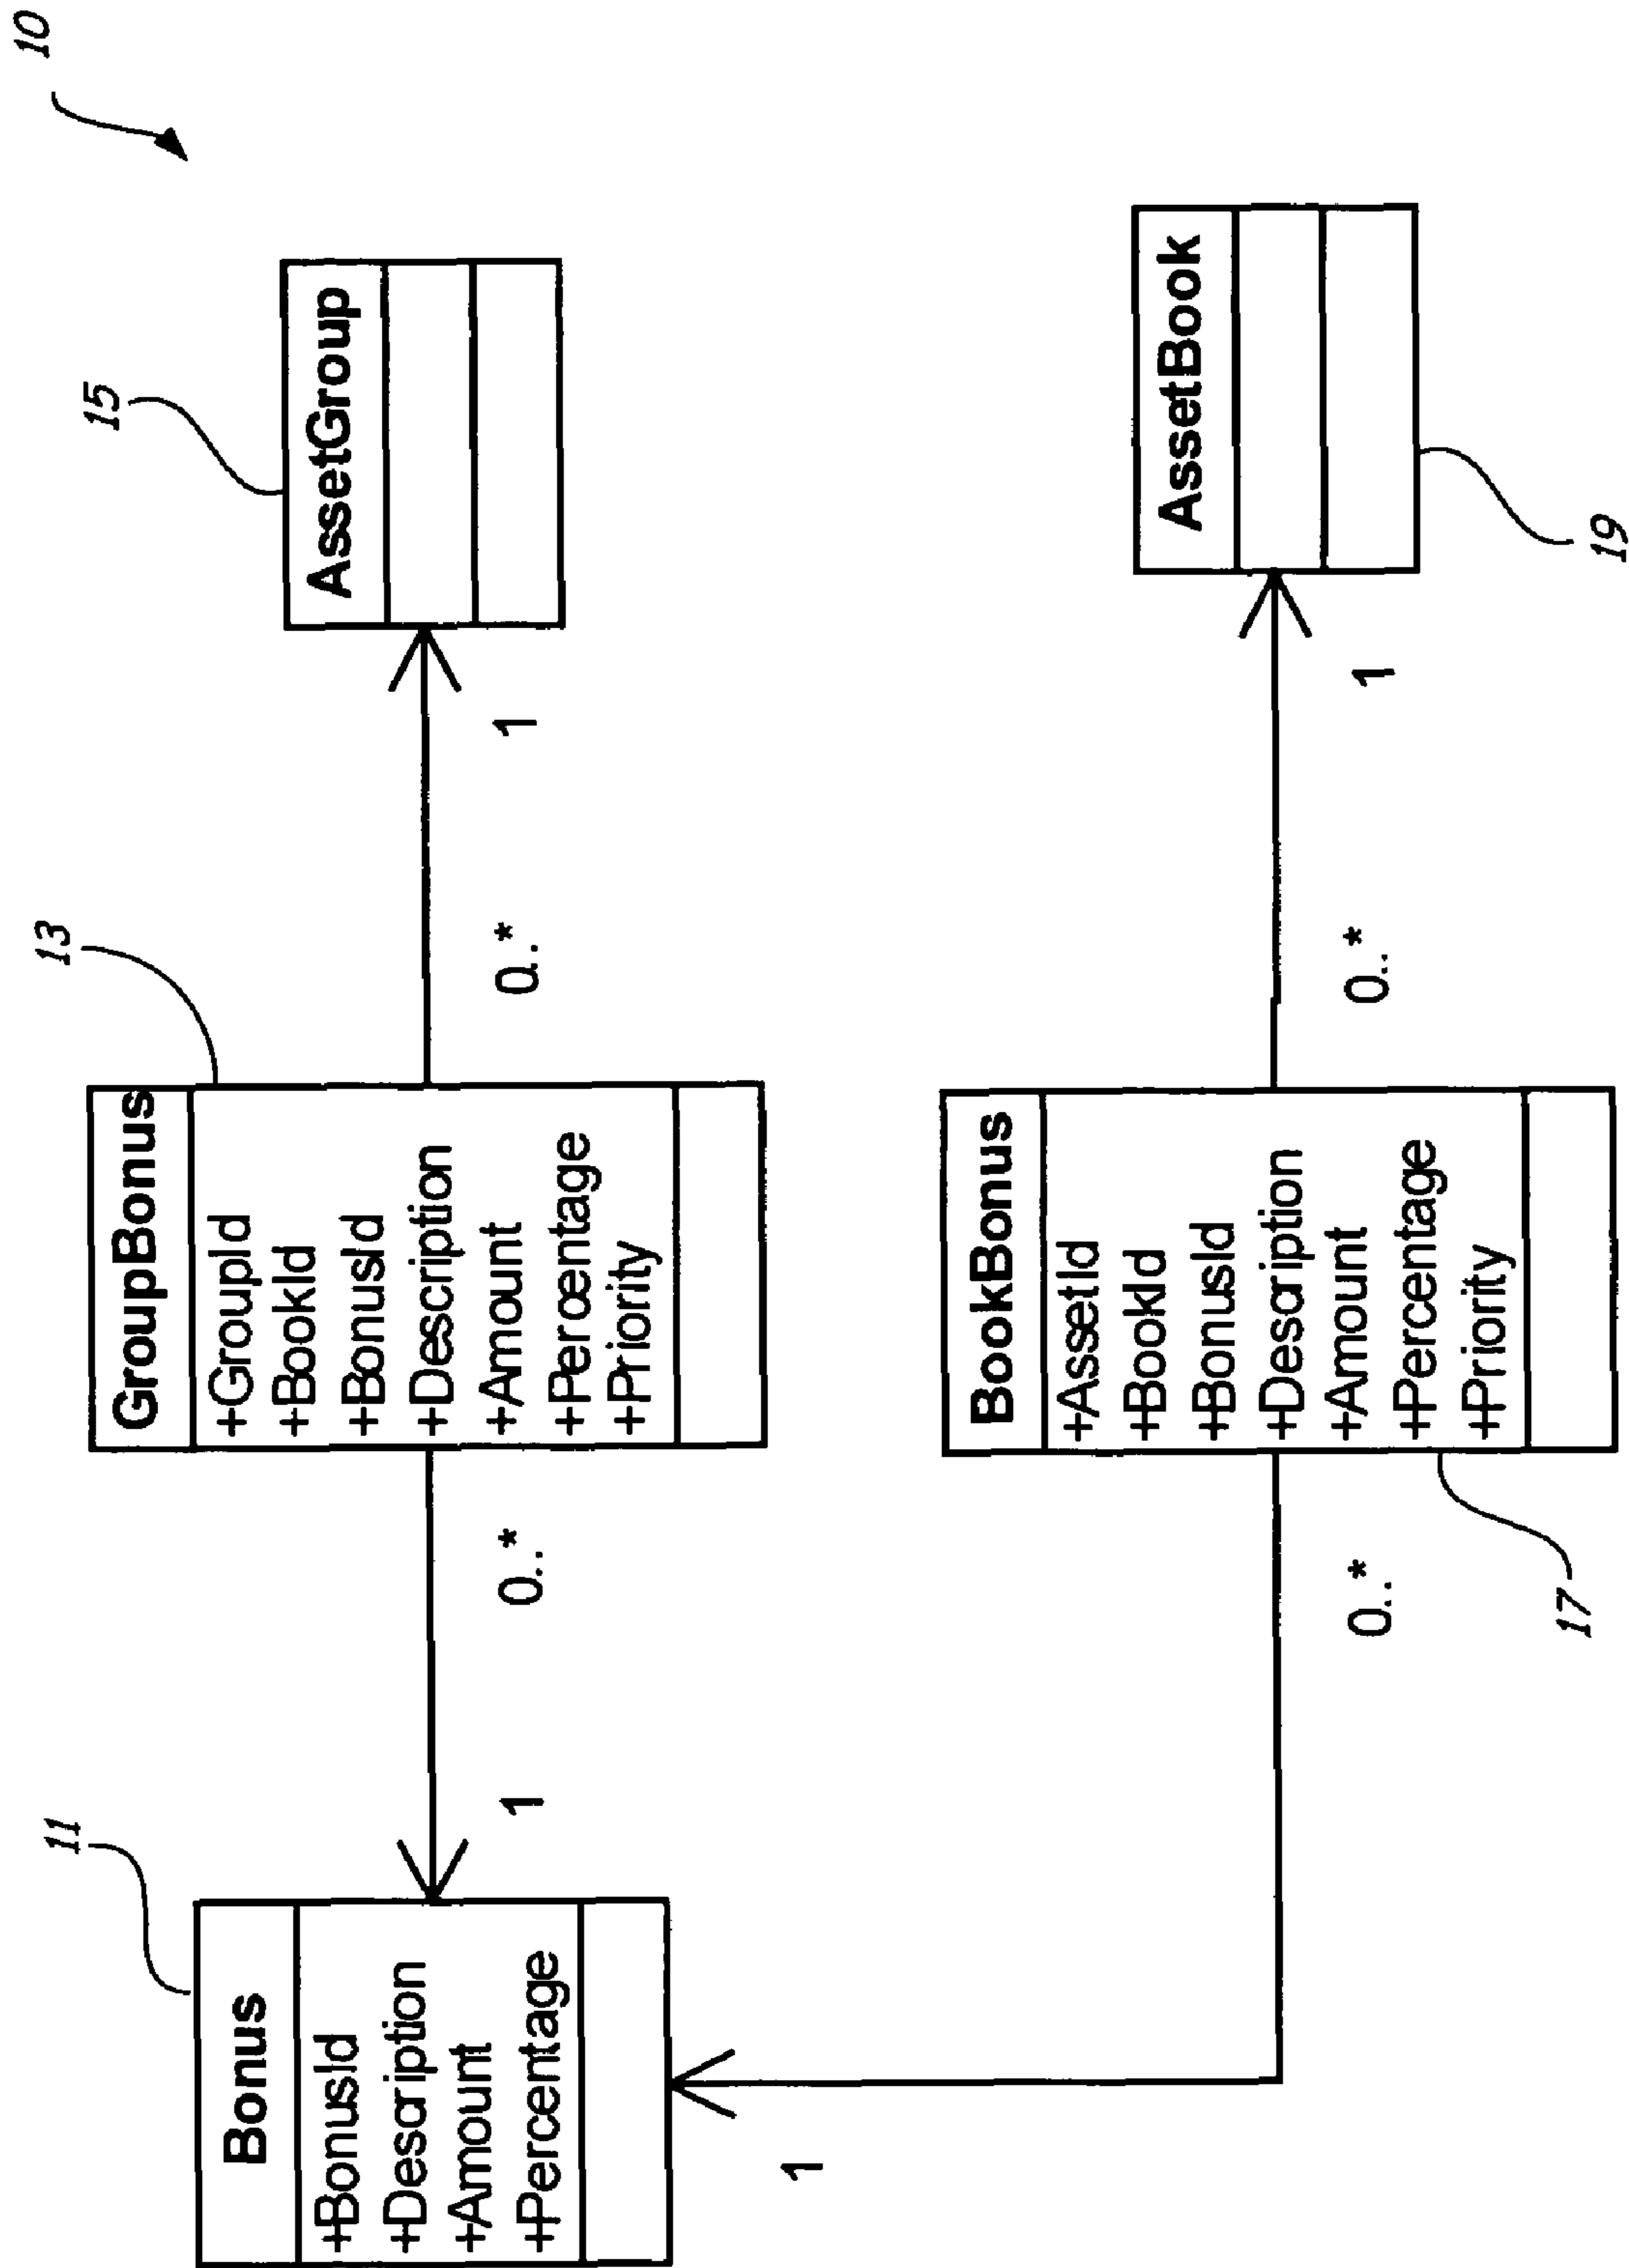 10
11
Bonus
+BonusId
+Description
+Amount
+Percentage
1
0..*
13
GroupBonus
+GroupId
+BookId
+BonusId
+Description
+Amount
+Percentage
+Priority
0..*
1
15
AssetGroup
1
0..*
17
BookBonus
+AssetId
+BookId
+BonusId
+Description
+Amount
+Percentage
+Priority
0..*
1
AssetBook
19